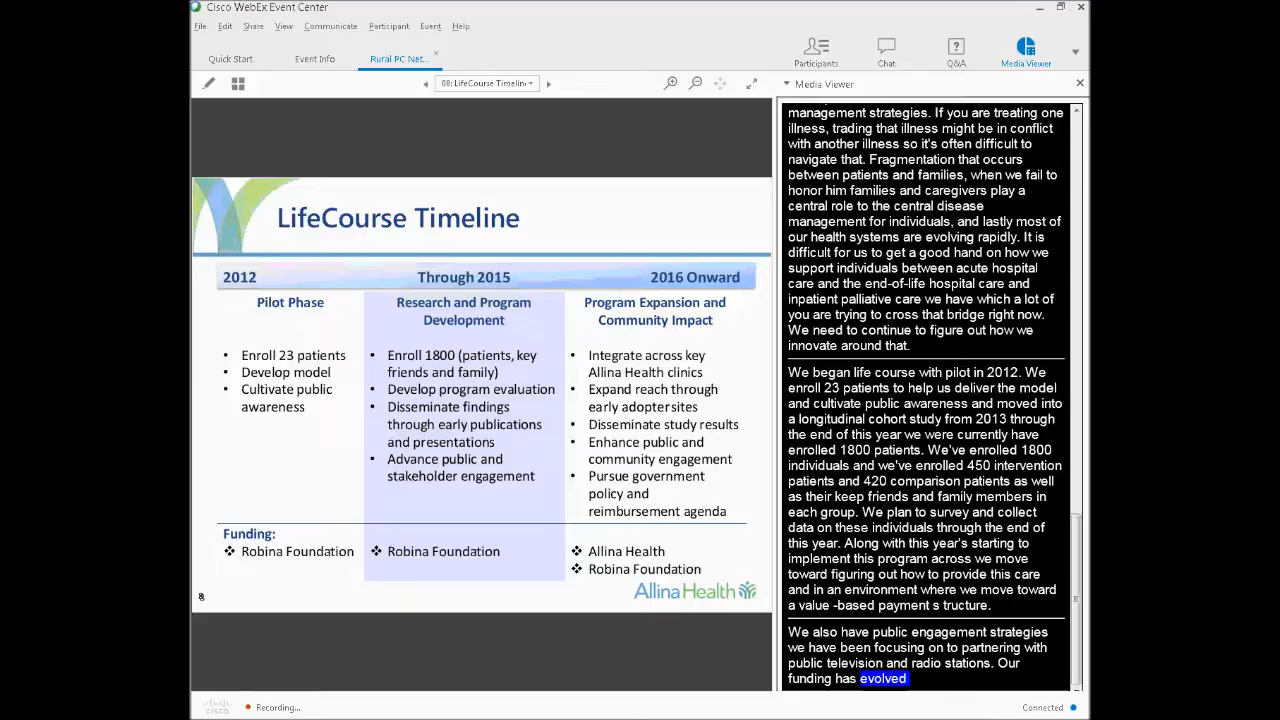 Cisco WebEx Event Center
File Edit Share View Communicate Participant Event Help
Quick Start Event Info Rural PC Net...
Participants Chat Q&A Media Viewer
08: LifeCourse Timelin
Media Viewer
LifeCourse Timeline
2012 Through 2015 2016 Onward
Pilot Phase
• Enroll 23 patients
• Develop model
• Cultivate public
awareness
Research and Program
Development
• Enroll 1800 (patients, key
friends and family)
• Develop program evaluation
• Disseminate findings
through early publications
and presentations
• Advance public and
stakeholder engagement
Program Expansion and
Community Impact
• Integrate across key
Allina Health clinics
• Expand reach through
early adopter sites
• Disseminate study results
• Enhance public and
community engagement
• Pursue government
policy and
reimbursement agenda
Funding:
❖ Robina Foundation
❖ Robina Foundation
❖ Allina Health
❖ Robina Foundation
Allina Health
8
management strategies. If you are treating one
illness, trading that illness might be in conflict
with another illness so it's often difficult to
navigate that. Fragmentation that occurs
between patients and families, when we fail to
honor him families and caregivers play a
central role to the central disease
management for individuals, and lastly most of
our health systems are evolving rapidly. It is
difficult for us to get a good hand on how we
support individuals between acute hospital
care and the end-of-life hospital care and
inpatient palliative care we have which a lot of
you are trying to cross that bridge right now.
We need to continue to figure out how we
innovate around that.
We began life course with pilot in 2012. We
enroll 23 patients to help us deliver the model
and cultivate public awareness and moved into
a longitudinal cohort study from 2013 through
the end of this year we were currently have
enrolled 1800 patients. We've enrolled 1800
individuals and we've enrolled 450 intervention
patients and 420 comparison patients as well
as their keep friends and family members in
each group. We plan to survey and collect
data on these individuals through the end of
this year. Along with this year's starting to
implement this program across we move
toward figuring out how to provide this care
and in an environment where we move toward
a value -based payment s tructure.
We also have public engagement strategies
we have been focusing on to partnering with
public television and radio stations. Our
funding has evolved
cisco
Recording...
Connected